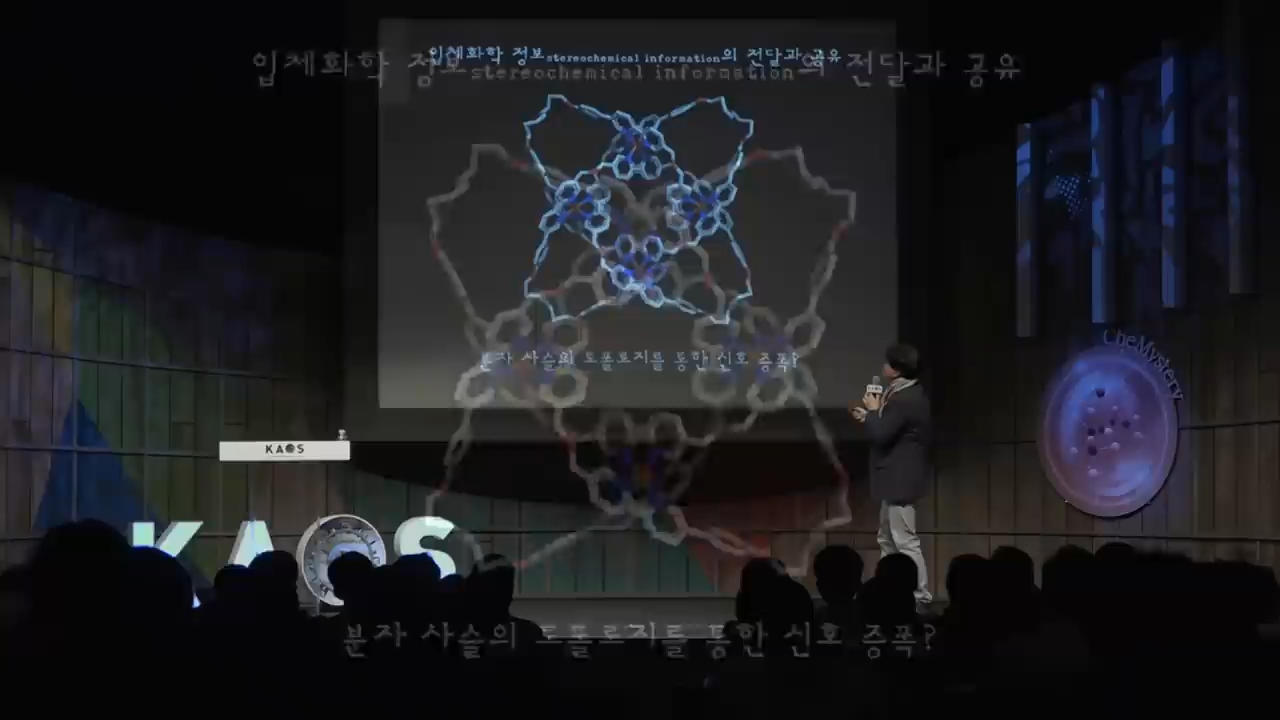 입체화학 정보stereochemical information의 전달과 공유
입체화학 정보stereochemical information의 전달과 공유
분자 사슬의 토폴로지를 통한 신호 증폭?
CheMystery
KAOS
KAOS
분자 사슬의 토폴로지를 통한 신호 증폭?